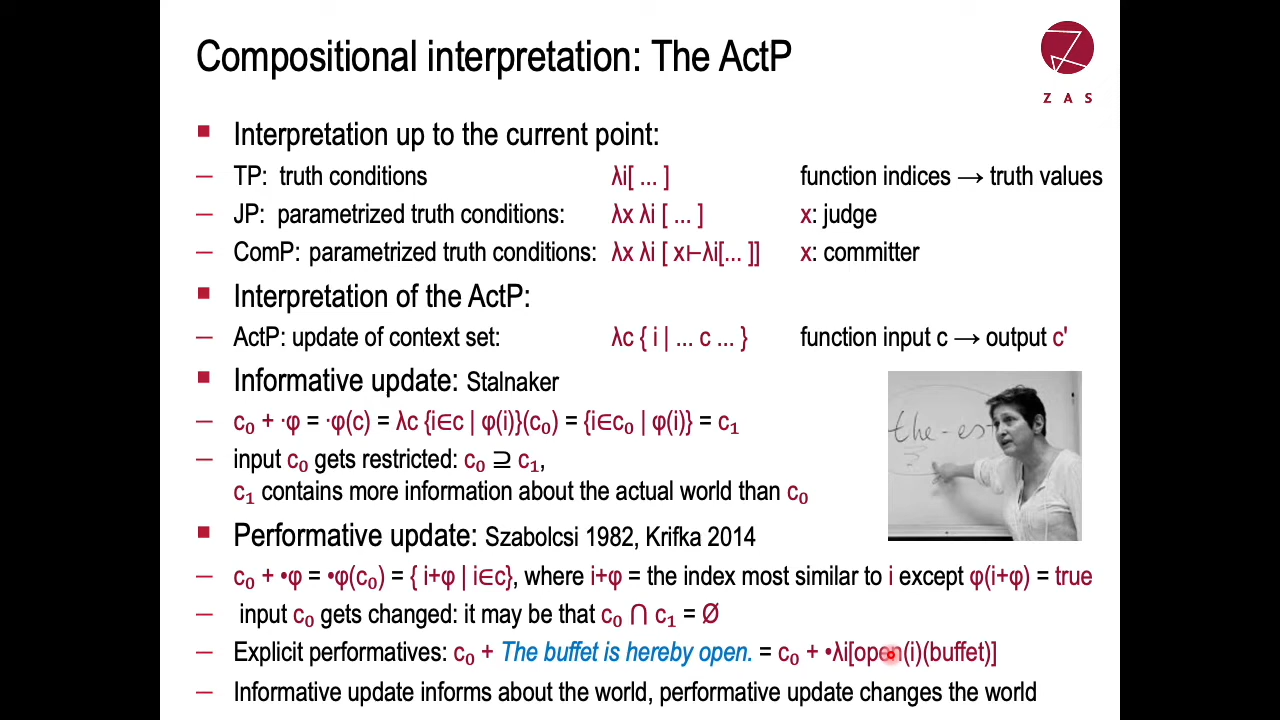 Compositional interpretation: The ActP
Z A S
Interpretation up to the current point:
– TP: truth conditions λi[ ... ] function indices → truth values
– JP: parametrized truth conditions: λx λi [ ... ] x: judge
– ComP: parametrized truth conditions: λx λi [ x⊢λi[... ]] x: committer
Interpretation of the ActP:
– ActP: update of context set: λc { i | ... c ... } function input c → output c'
Informative update: Stalnaker
– c₀ + ·φ = ·φ(c) = λc {i∈c | φ(i)}(c₀) = {i∈c₀ | φ(i)} = c₁
– input c₀ gets restricted: c₀ ⊇ c₁,
c₁ contains more information about the actual world than c₀
the-est
?
Performative update: Szabolcsi 1982, Krifka 2014
– c₀ + •φ = •φ(c₀) = { i+φ | i∈c}, where i+φ = the index most similar to i except φ(i+φ) = true
– input c₀ gets changed: it may be that c₀ ⋂ c₁ = Ø
– Explicit performatives: c₀ + The buffet is hereby open. = c₀ + •λi[open(i)(buffet)]
– Informative update informs about the world, performative update changes the world